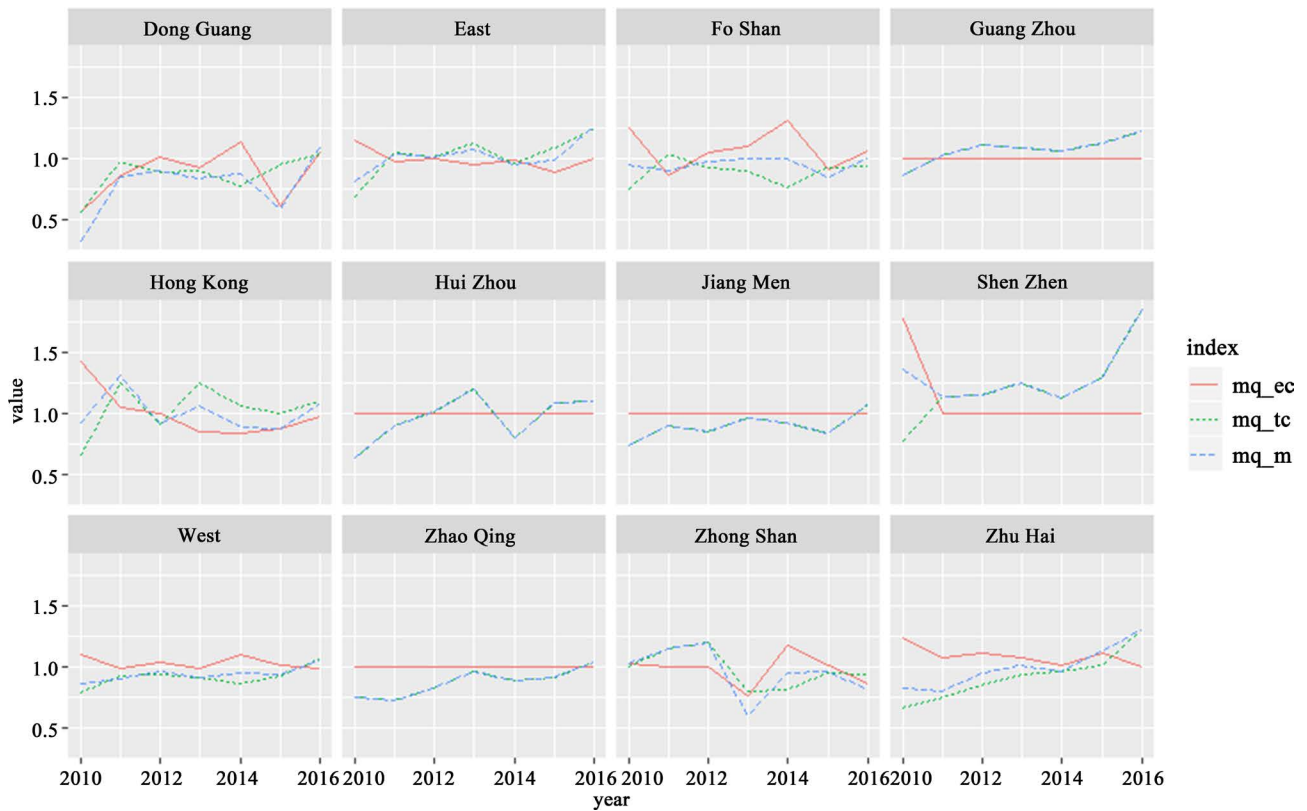 Dong Guang East Fo Shan Guang Zhou
1.5
1.0
0.5
Hong Kong Hui Zhou Jiang Men Shen Zhen
1.5
1.0
0.5
value
index
mq_ec
mq_tc
mq_m
West Zhao Qing Zhong Shan Zhu Hai
1.5
1.0
0.5
2010 2012 2014 2016 2010 2012 2014 2016 2010 2012 2014 2016 2010 2012 2014 2016
year